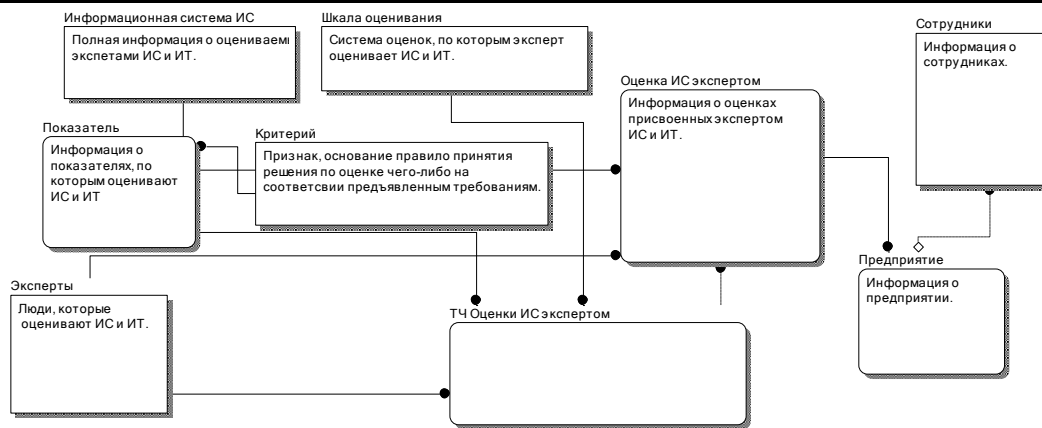 Информационная система ИС
Полная информация о оцениваем
экспетами ИС и ИТ.
Шкала оценивания
Система оценок, по которым эксперт
оценивает ИС и ИТ.
Сотрудники
Информация о
сотрудниках.
Оценка ИС экспертом
Информация о оценках
присвоенных экспертом
ИС и ИТ.
Показатель
Информация о
показателях, по
которым оценивают
ИС и ИТ
Критерий
Признак, основание правило принятия
решения по оценке чего-либо на
соответсвии предъявленным требованиям.
Предприятие
Информация о
предприятии.
Эксперты
Люди, которые
оценивают ИС и ИТ.
ТЧ Оценки ИС экспертом